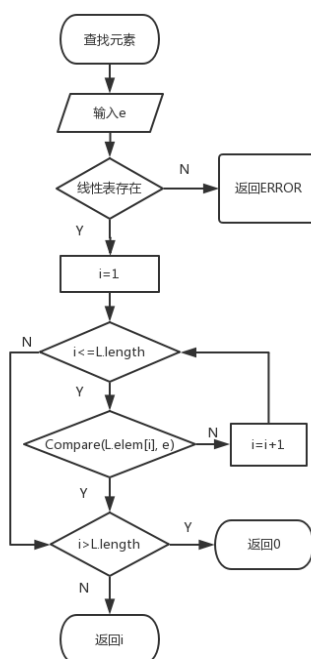 查找元素
输入e
线性表存在
N
返回ERROR
Y
i=1
N
i<=L.length
Y
Compare(L.elem[i], e)
N
i=i+1
Y
i>L.length
Y
返回0
N
返回i